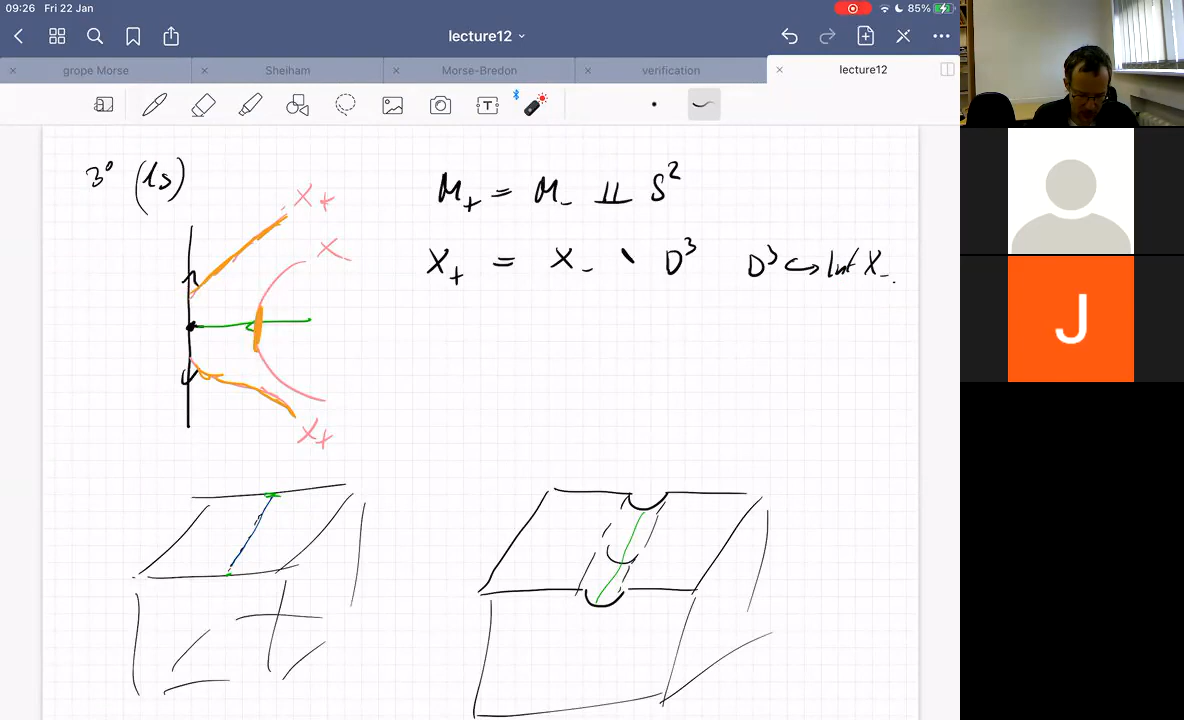 09:26 Fri 22 Jan
85%
lecture12
grope Morse
Sheiham
Morse-Bredon
verification
lecture12
T
3° (1s)
M₊ = M₋ ⊥⊥ S²
X₊
X₋
X₊ = X₋ \ D³ D³ ↪ Int X₋.
X₊
J